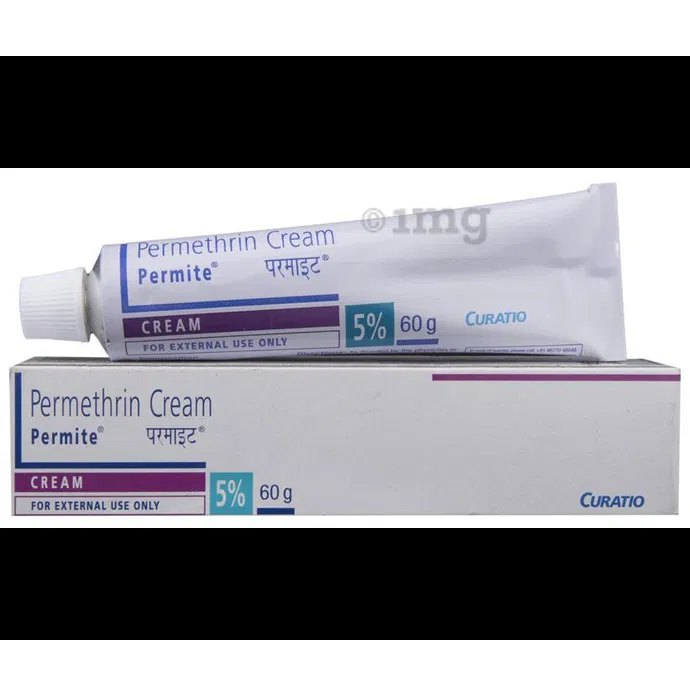 ©1mg
Permethrin Cream
Permite® परमाइट®
CREAM 5% 60 g CURATIO
FOR EXTERNAL USE ONLY
Permethrin Cream
Permite® परमाइट®
CREAM 5% 60 g
FOR EXTERNAL USE ONLY CURATIO